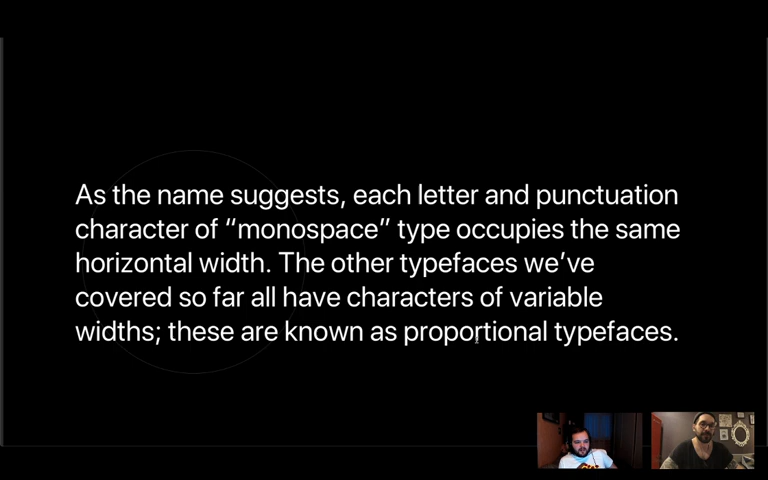 As the name suggests, each letter and punctuation
character of “monospace” type occupies the same
horizontal width. The other typefaces we’ve
covered so far all have characters of variable
widths; these are known as proportional typefaces.